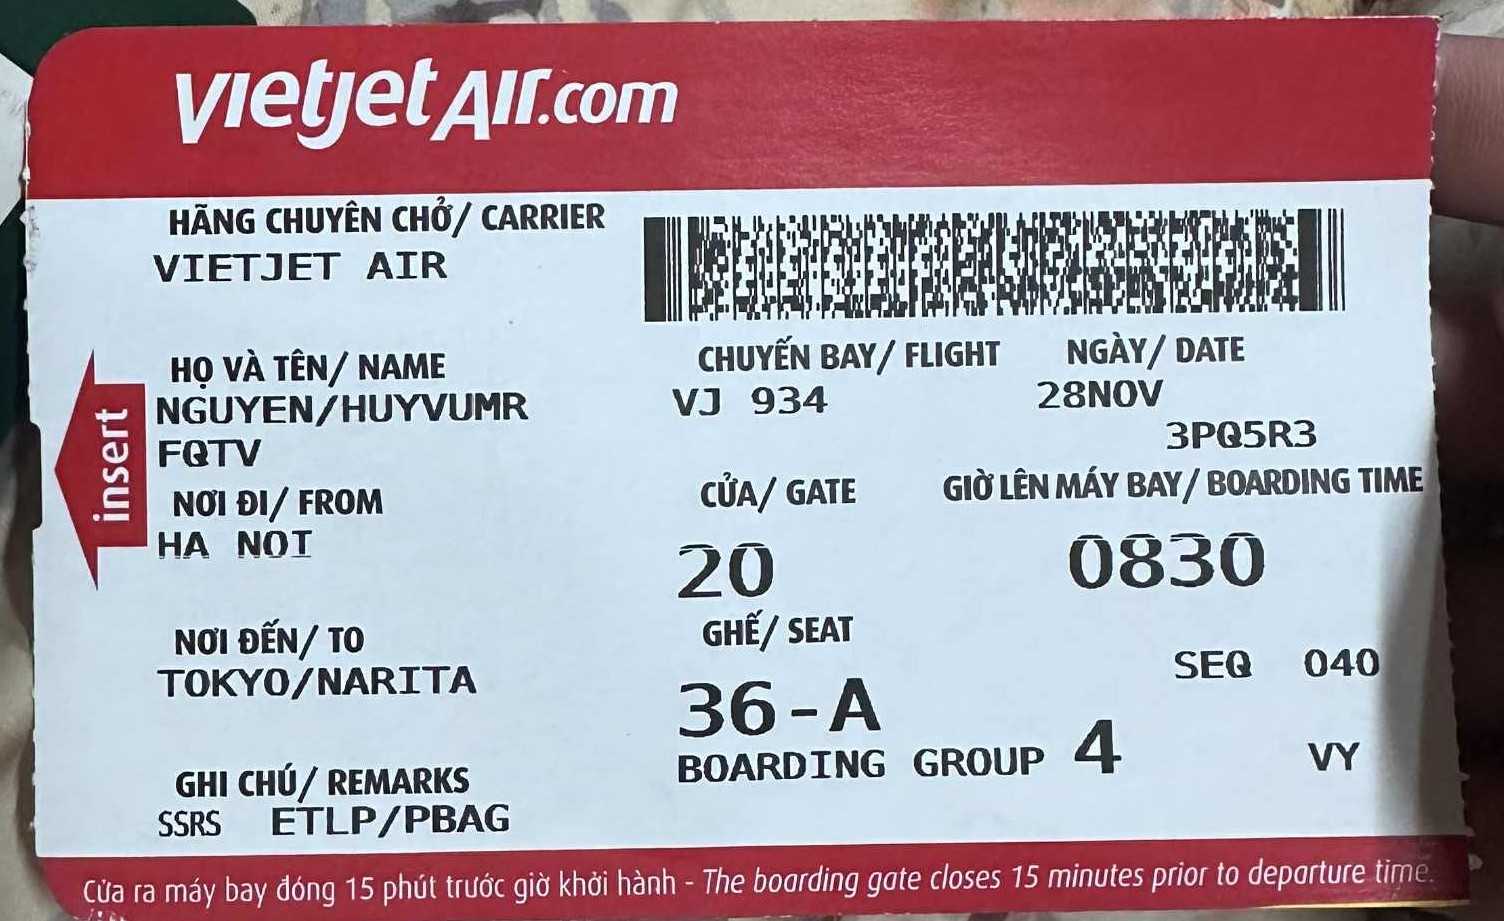 vietjetAir.com
HÃNG CHUYÊN CHỞ/ CARRIER
VIETJET AIR
HỌ VÀ TÊN/ NAME
NGUYEN/HUYVUMR
FQTV
CHUYẾN BAY/ FLIGHT
VJ 934
NGÀY/ DATE
28NOV
3PQ5R3
insert
NƠI ĐI/ FROM
HA NOI
CỬA/ GATE
20
GIỜ LÊN MÁY BAY/ BOARDING TIME
0830
NƠI ĐẾN/ TO
TOKYO/NARITA
GHẾ/ SEAT
36-A
SEQ 040
BOARDING GROUP 4
VY
GHI CHÚ/ REMARKS
SSRS ETLP/PBAG
Cửa ra máy bay đóng 15 phút trước giờ khởi hành - The boarding gate closes 15 minutes prior to departure time.